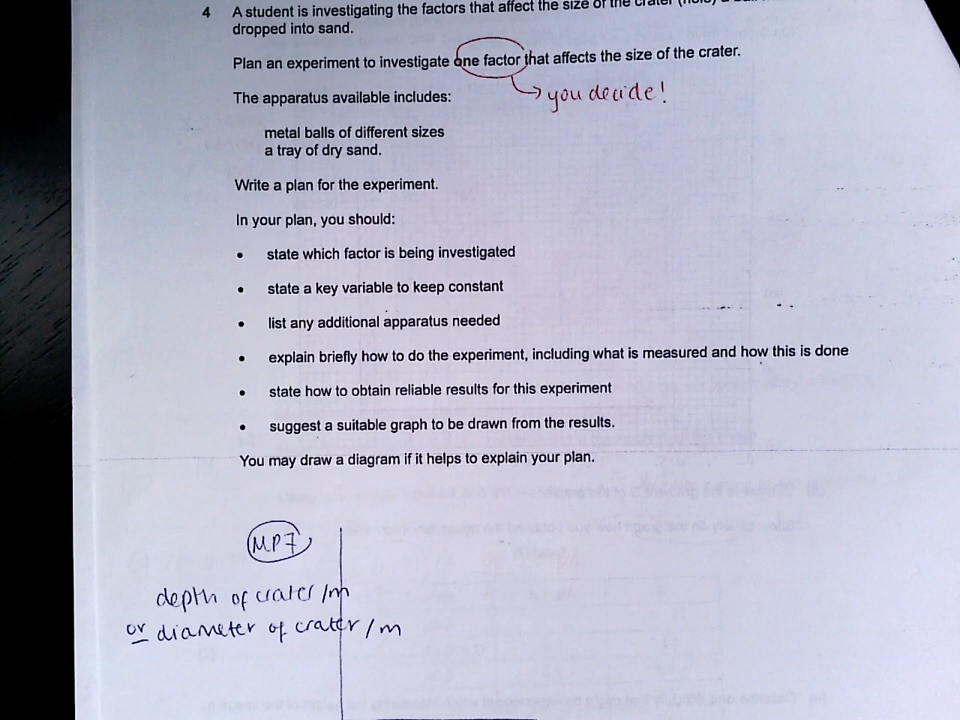 4 A student is investigating the factors that affect the size of the crater (hole) a
dropped into sand.
Plan an experiment to investigate one factor that affects the size of the crater.
you decide!
The apparatus available includes:
metal balls of different sizes
a tray of dry sand.
Write a plan for the experiment.
In your plan, you should:
• state which factor is being investigated
• state a key variable to keep constant
• list any additional apparatus needed
• explain briefly how to do the experiment, including what is measured and how this is done
• state how to obtain reliable results for this experiment
• suggest a suitable graph to be drawn from the results.
You may draw a diagram if it helps to explain your plan.
MP7
depth of crater /m
or diameter of crater /m